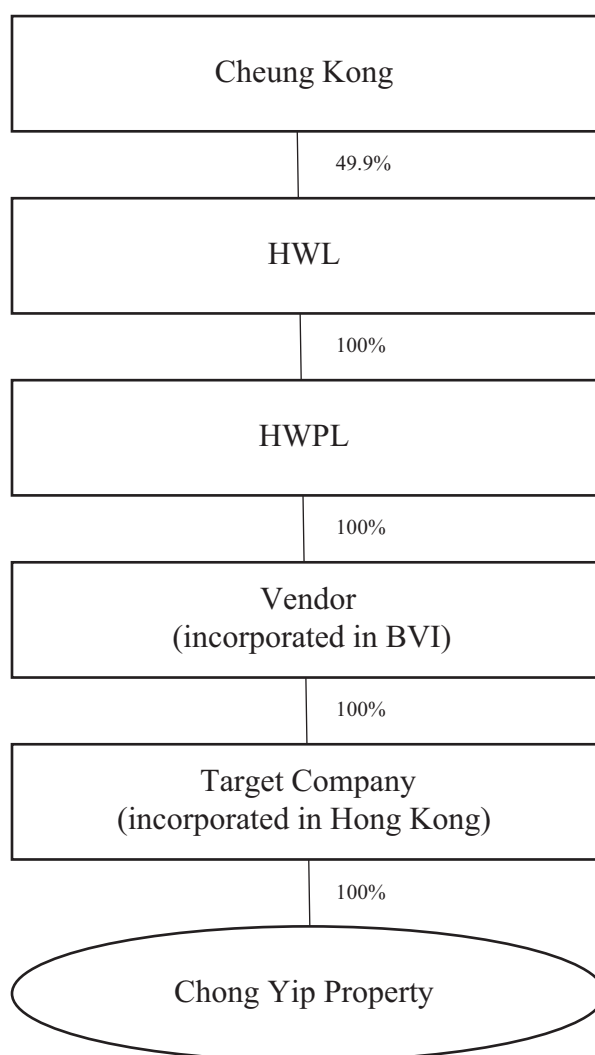 Cheung Kong
49.9%
HWL
100%
HWPL
100%
Vendor
(incorporated in BVI)
100%
Target Company
(incorporated in Hong Kong)
100%
Chong Yip Property